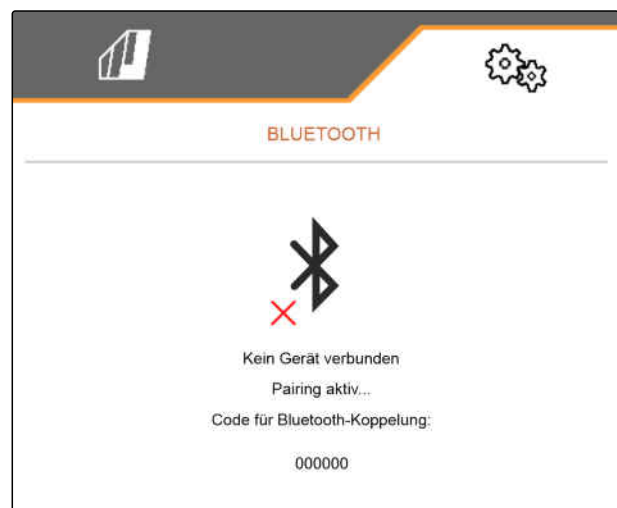 BLUETOOTH
Kein Gerät verbunden
Pairing aktiv...
Code für Bluetooth-Koppelung:
000000